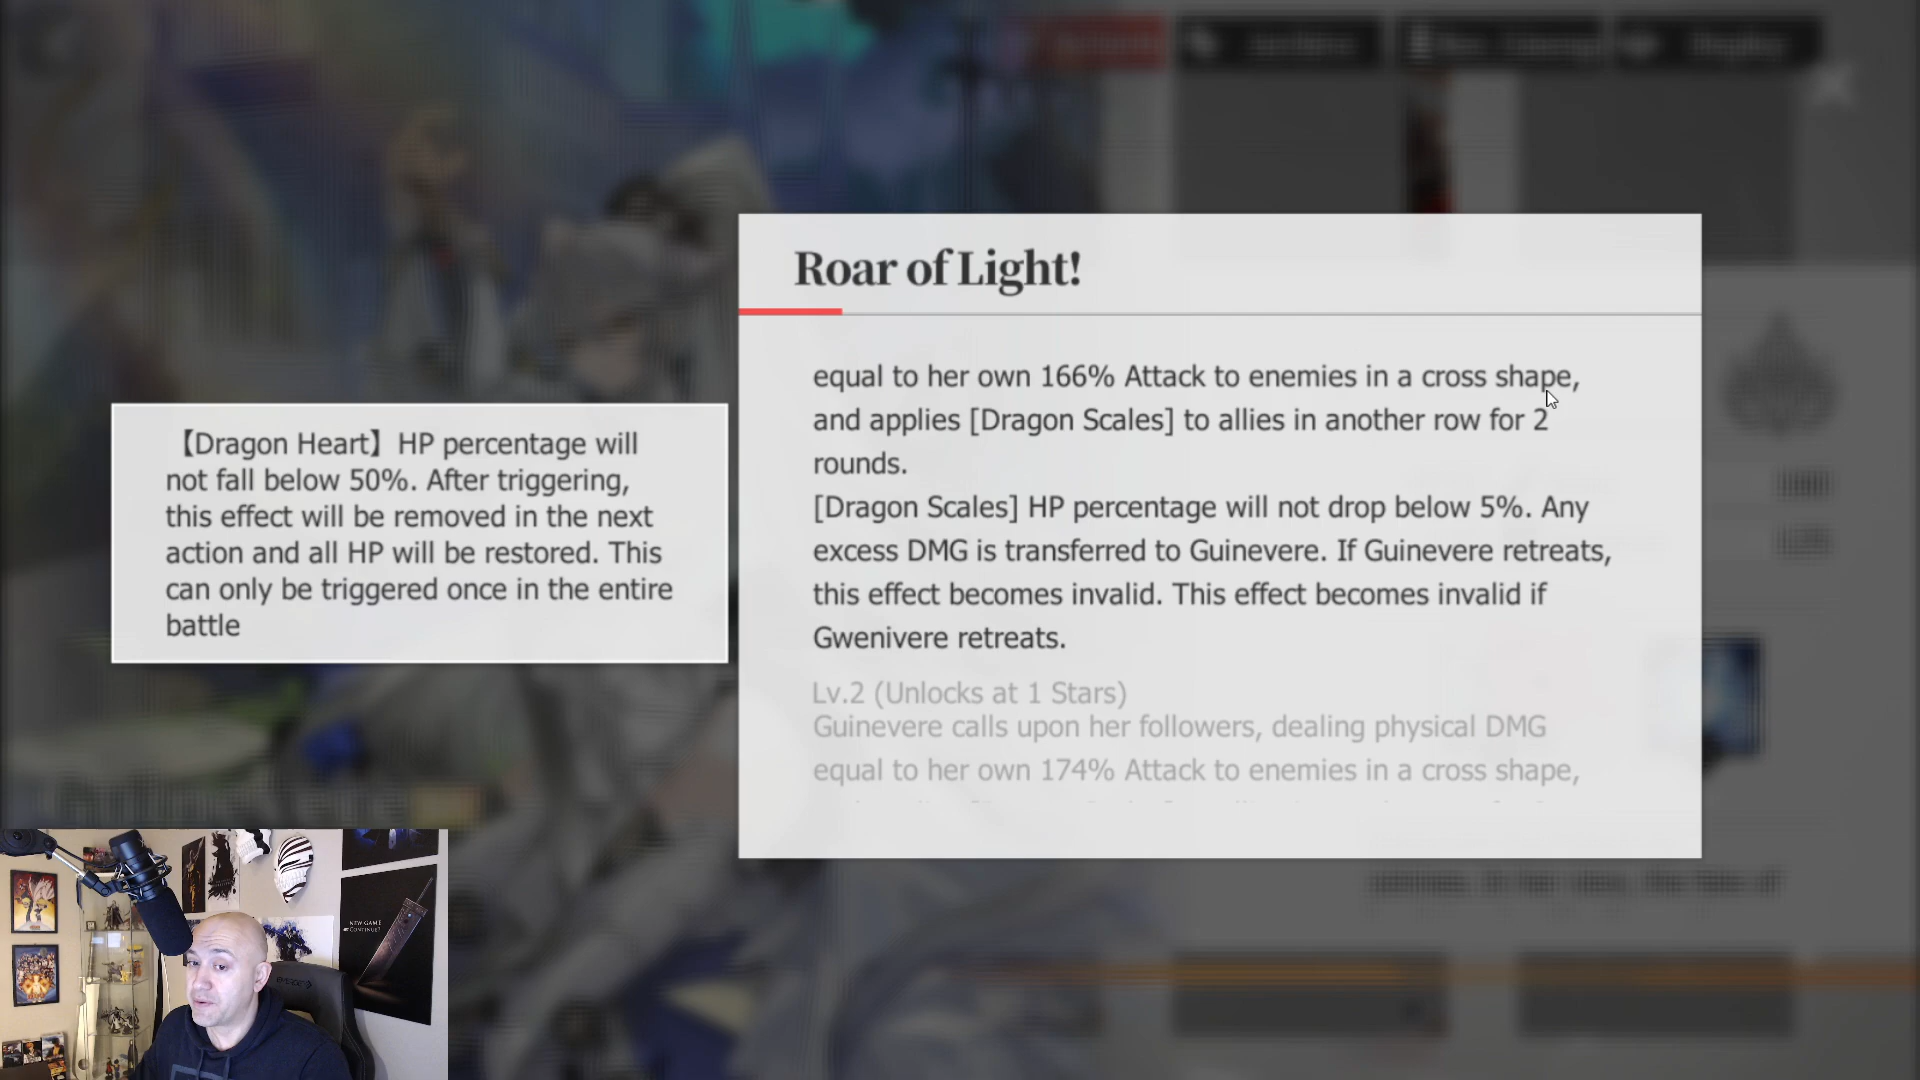 Roar of Light!
equal to her own 166% Attack to enemies in a cross shape,
and applies [Dragon Scales] to allies in another row for 2
rounds.
[Dragon Scales] HP percentage will not drop below 5%. Any
excess DMG is transferred to Guinevere. If Guinevere retreats,
this effect becomes invalid. This effect becomes invalid if
Gwenivere retreats.
Lv.2 (Unlocks at 1 Stars)
Guinevere calls upon her followers, dealing physical DMG
equal to her own 174% Attack to enemies in a cross shape,
【Dragon Heart】HP percentage will
not fall below 50%. After triggering,
this effect will be removed in the next
action and all HP will be restored. This
can only be triggered once in the entire
battle
NEW GAME
CONTINUE?